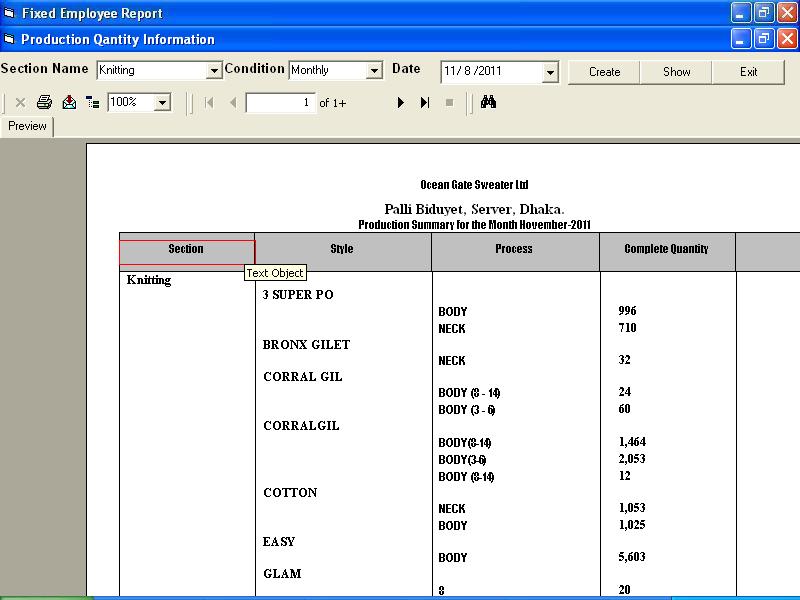 Fixed Employee Report
Production Qantity Information
Section Name Knitting Condition Monthly Date 11/ 8 /2011 Create Show Exit
100% 1 of 1+
Preview
Ocean Gate Sweater Ltd
Palli Biduyet, Server, Dhaka.
Production Summary for the Month November-2011
Section Style Process Complete Quantity
Text Object
Knitting
3 SUPER PO
BODY 996
NECK 710
BRONX GILET
NECK 32
CORRAL GIL
BODY (8 - 14) 24
BODY (3 - 6) 60
CORRALGIL
BODY(8-14) 1,464
BODY(3-6) 2,053
BODY (8-14) 12
COTTON
NECK 1,053
BODY 1,025
EASY
BODY 5,603
GLAM
8 20